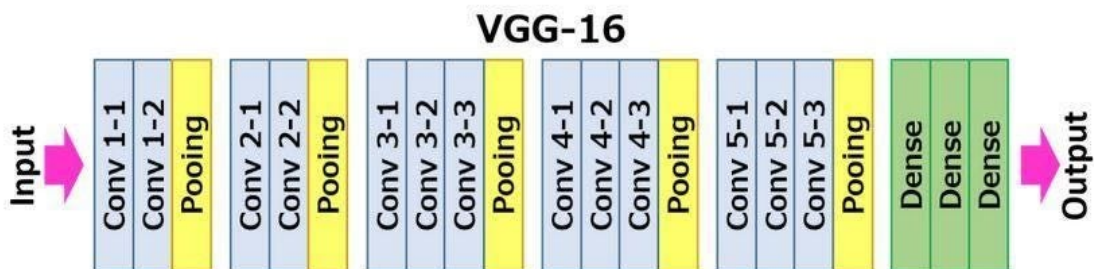 VGG-16
Input
Conv 1-1
Conv 1-2
Pooing
Conv 2-1
Conv 2-2
Pooing
Conv 3-1
Conv 3-2
Conv 3-3
Pooing
Conv 4-1
Conv 4-2
Conv 4-3
Pooing
Conv 5-1
Conv 5-2
Conv 5-3
Pooing
Dense
Dense
Dense
Output